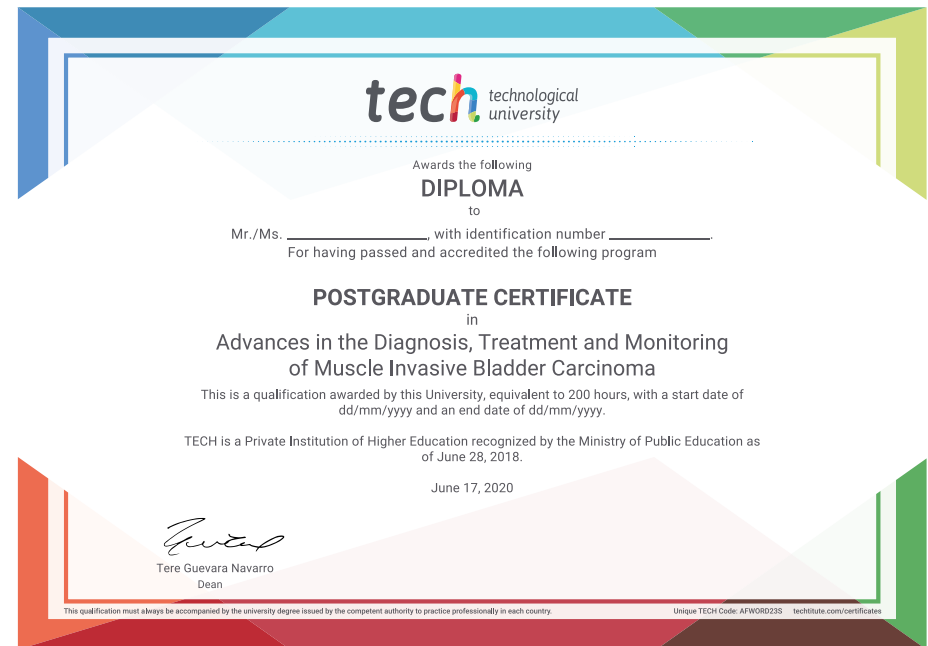 tech technological
university
Awards the following
DIPLOMA
to
Mr./Ms. ____________________, with identification number ______________.
For having passed and accredited the following program
POSTGRADUATE CERTIFICATE
in
Advances in the Diagnosis, Treatment and Monitoring
of Muscle Invasive Bladder Carcinoma
This is a qualification awarded by this University, equivalent to 200 hours, with a start date of
dd/mm/yyyy and an end date of dd/mm/yyyy.
TECH is a Private Institution of Higher Education recognized by the Ministry of Public Education as
of June 28, 2018.
June 17, 2020
Tere Guevara Navarro
Dean
This qualification must always be accompanied by the university degree issued by the competent authority to practice professionally in each country. Unique TECH Code: AFWORD23S techtitute.com/certificates